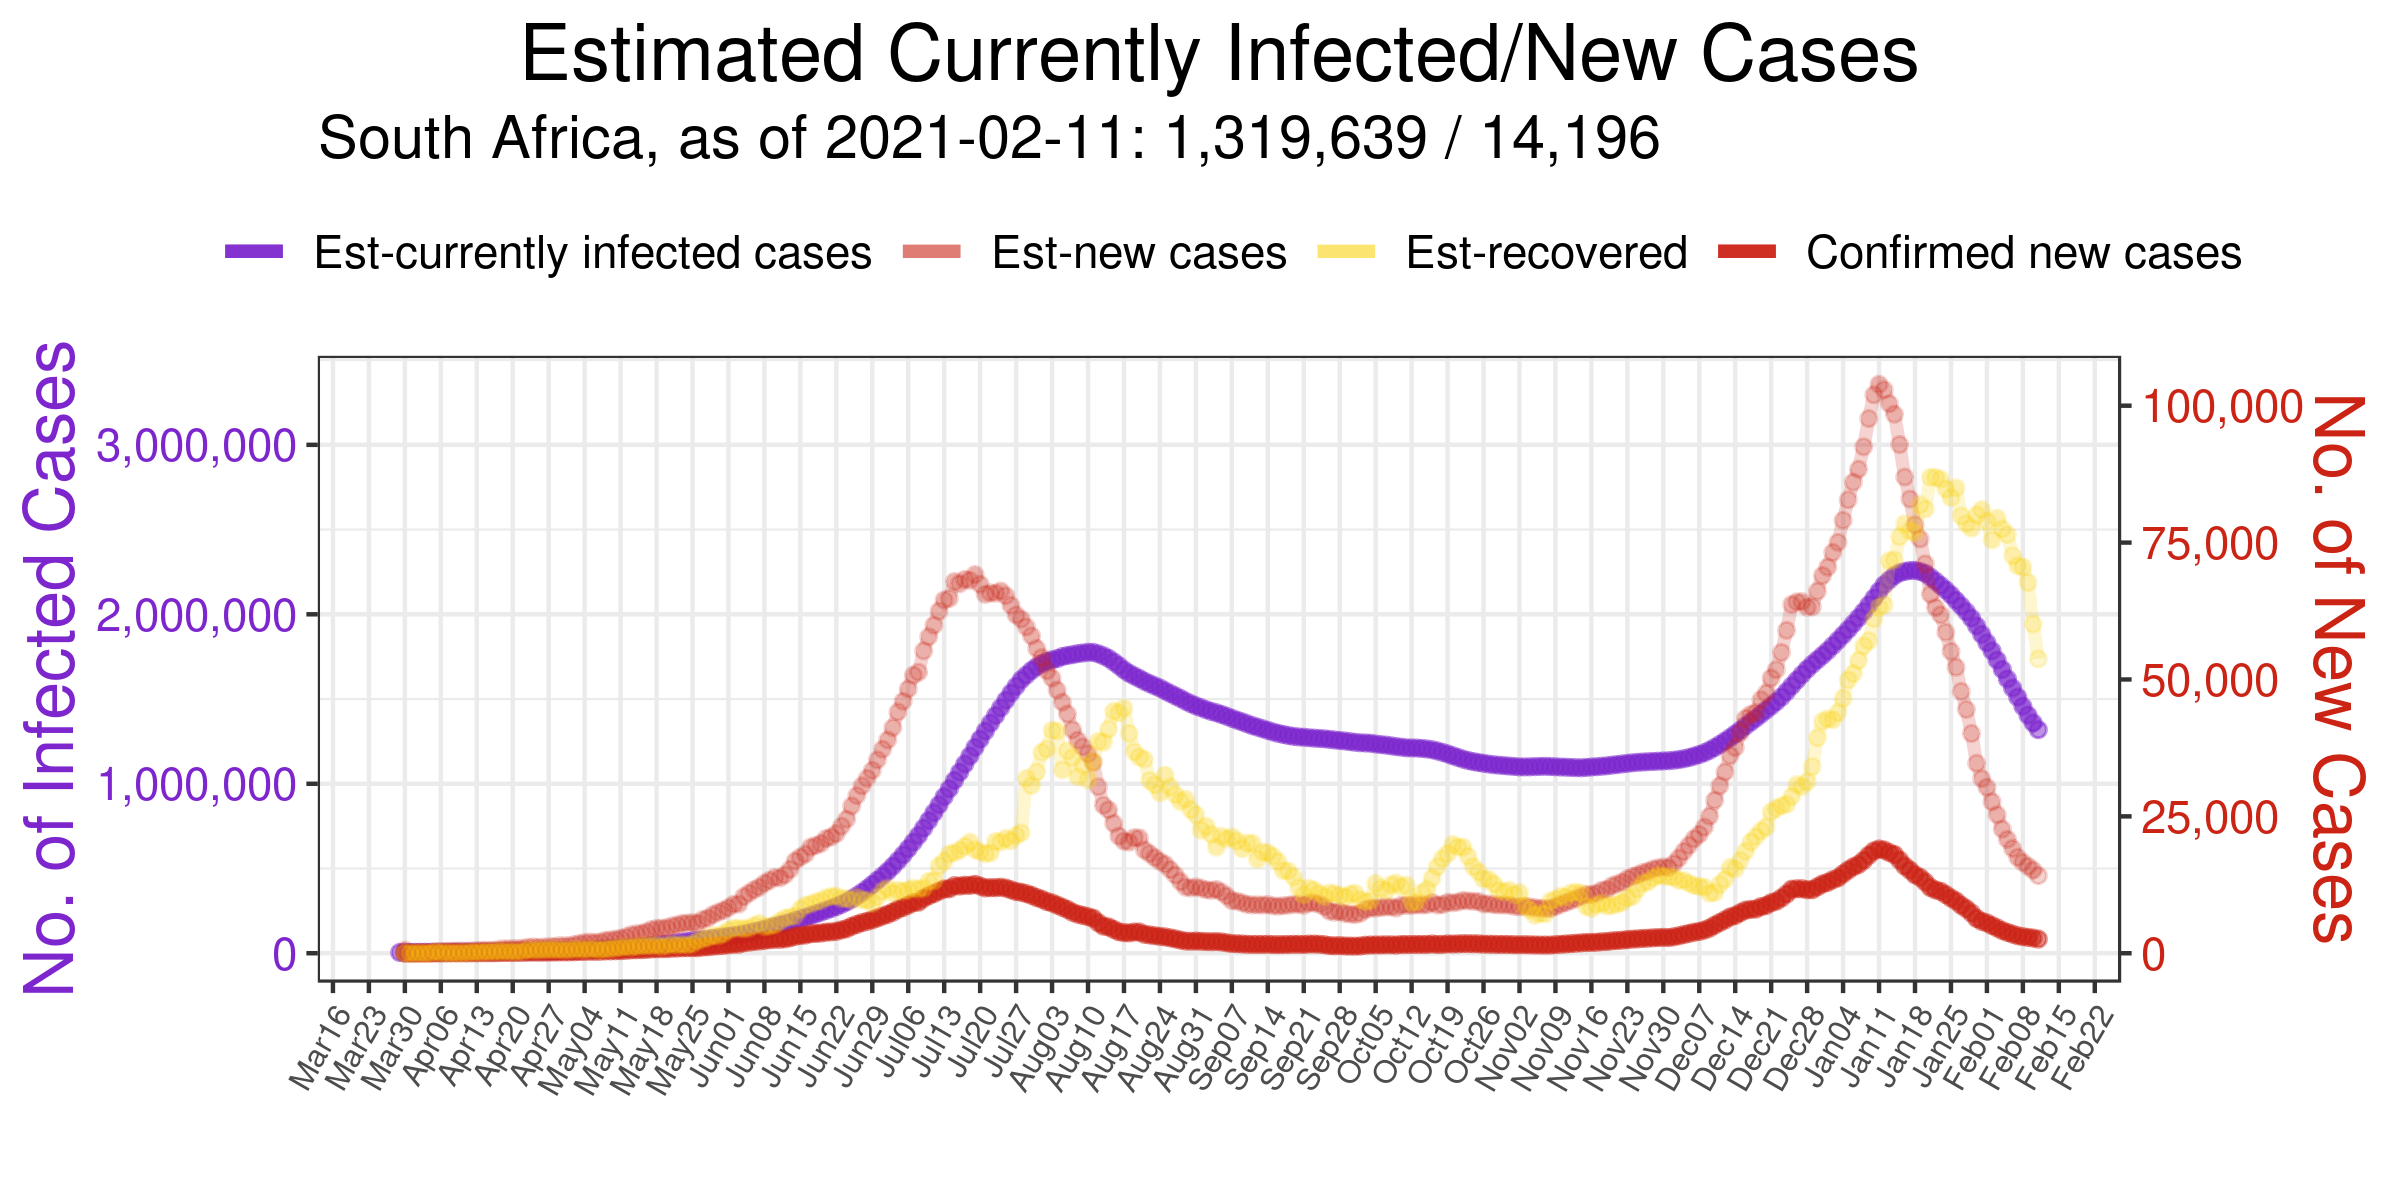 Estimated Currently Infected/New Cases
South Africa, as of 2021-02-11: 1,319,639 / 14,196
Est-currently infected cases Est-new cases Est-recovered Confirmed new cases
No. of Infected Cases
3,000,000
2,000,000
1,000,000
0
100,000
75,000
50,000
25,000
0
No. of New Cases
Mar16 Mar23 Mar30 Apr06 Apr13 Apr20 Apr27 May04 May11 May18 May25 Jun01 Jun08 Jun15 Jun22 Jun29 Jul06 Jul13 Jul20 Jul27 Aug03 Aug10 Aug17 Aug24 Aug31 Sep07 Sep14 Sep21 Sep28 Oct05 Oct12 Oct19 Oct26 Nov02 Nov09 Nov16 Nov23 Nov30 Dec07 Dec14 Dec21 Dec28 Jan04 Jan11 Jan18 Jan25 Feb01 Feb08 Feb15 Feb22